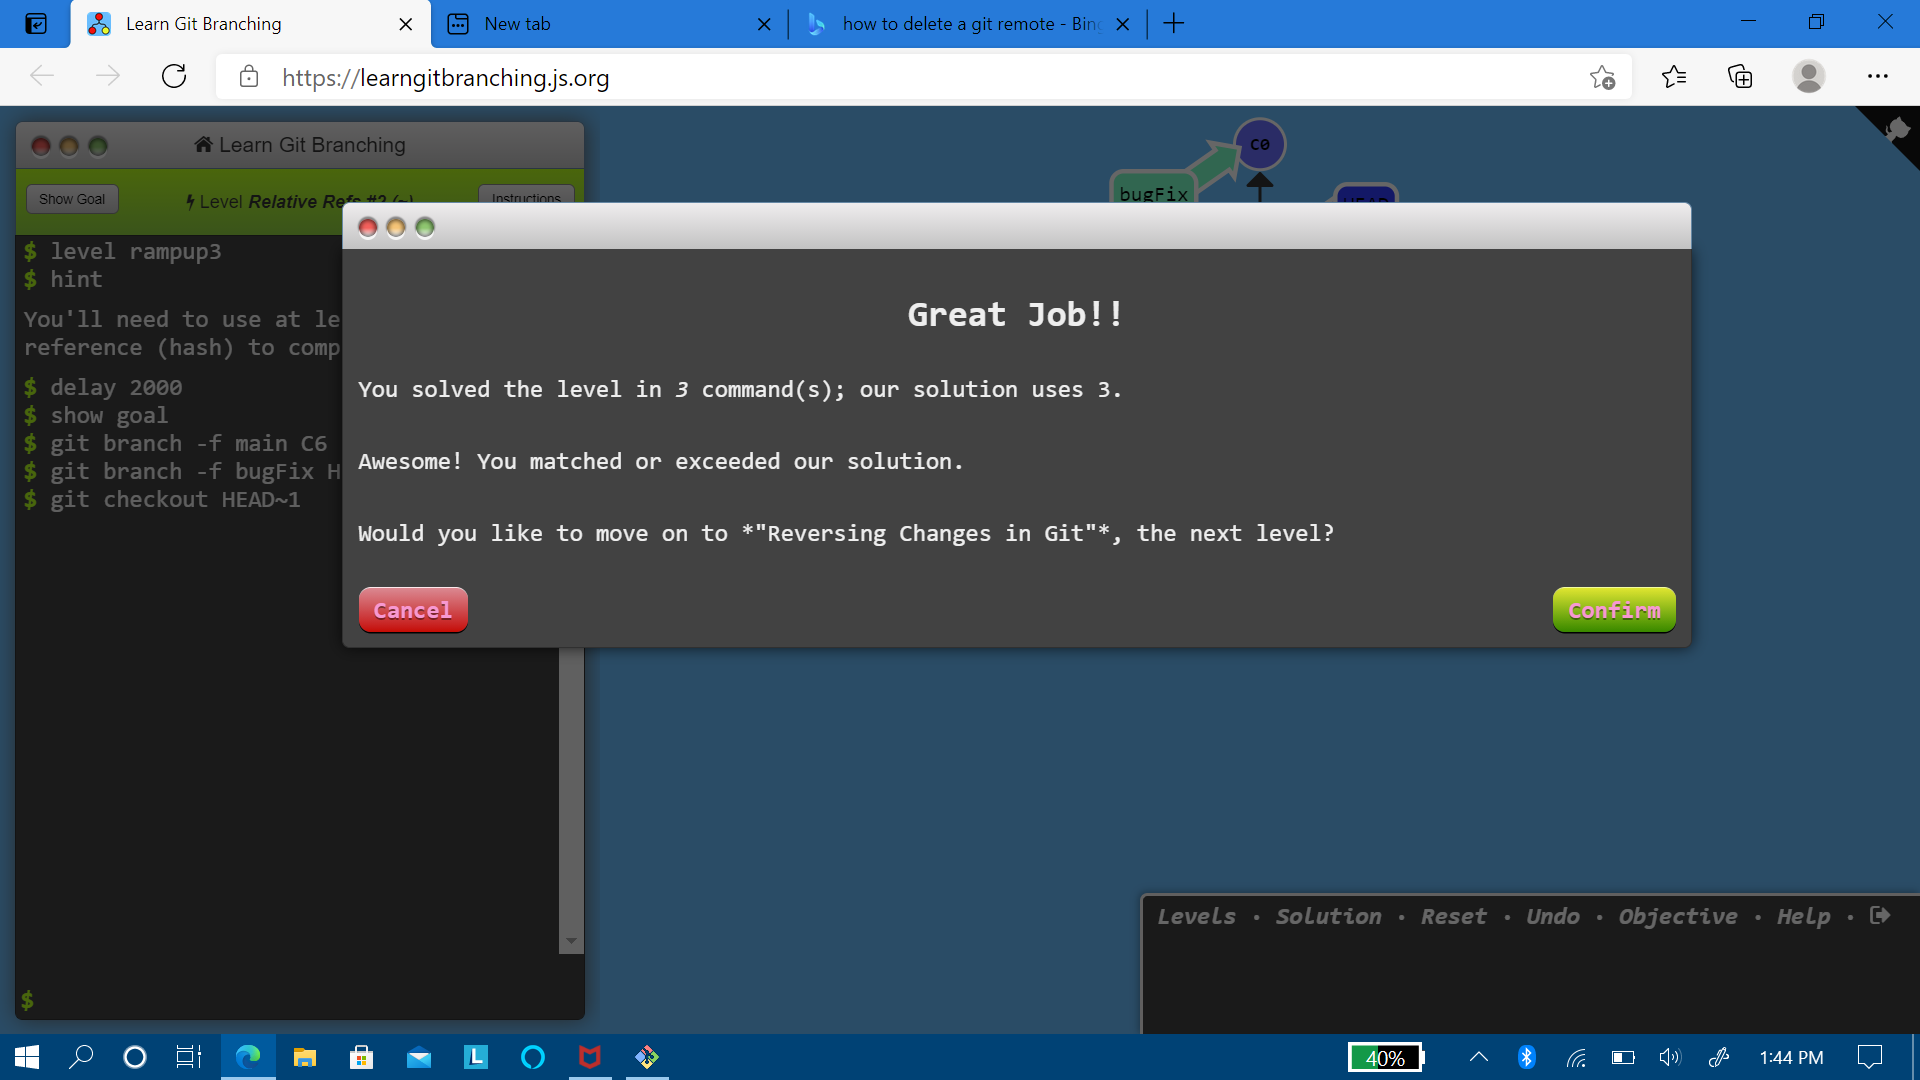 Learn Git Branching
New tab
how to delete a git remote - Bing
https://learngitbranching.js.org
Learn Git Branching
Show Goal
Level Relative Refs #2 (~)
Instructions
$ level rampup3
$ hint
You'll need to use at le
reference (hash) to comp
$ delay 2000
$ show goal
$ git branch -f main C6
$ git branch -f bugFix H
$ git checkout HEAD~1
$
C0
bugFix
HEAD
Great Job!!
You solved the level in 3 command(s); our solution uses 3.
Awesome! You matched or exceeded our solution.
Would you like to move on to *"Reversing Changes in Git"*, the next level?
Cancel
Confirm
Levels · Solution · Reset · Undo · Objective · Help ·
L
40%
1:44 PM